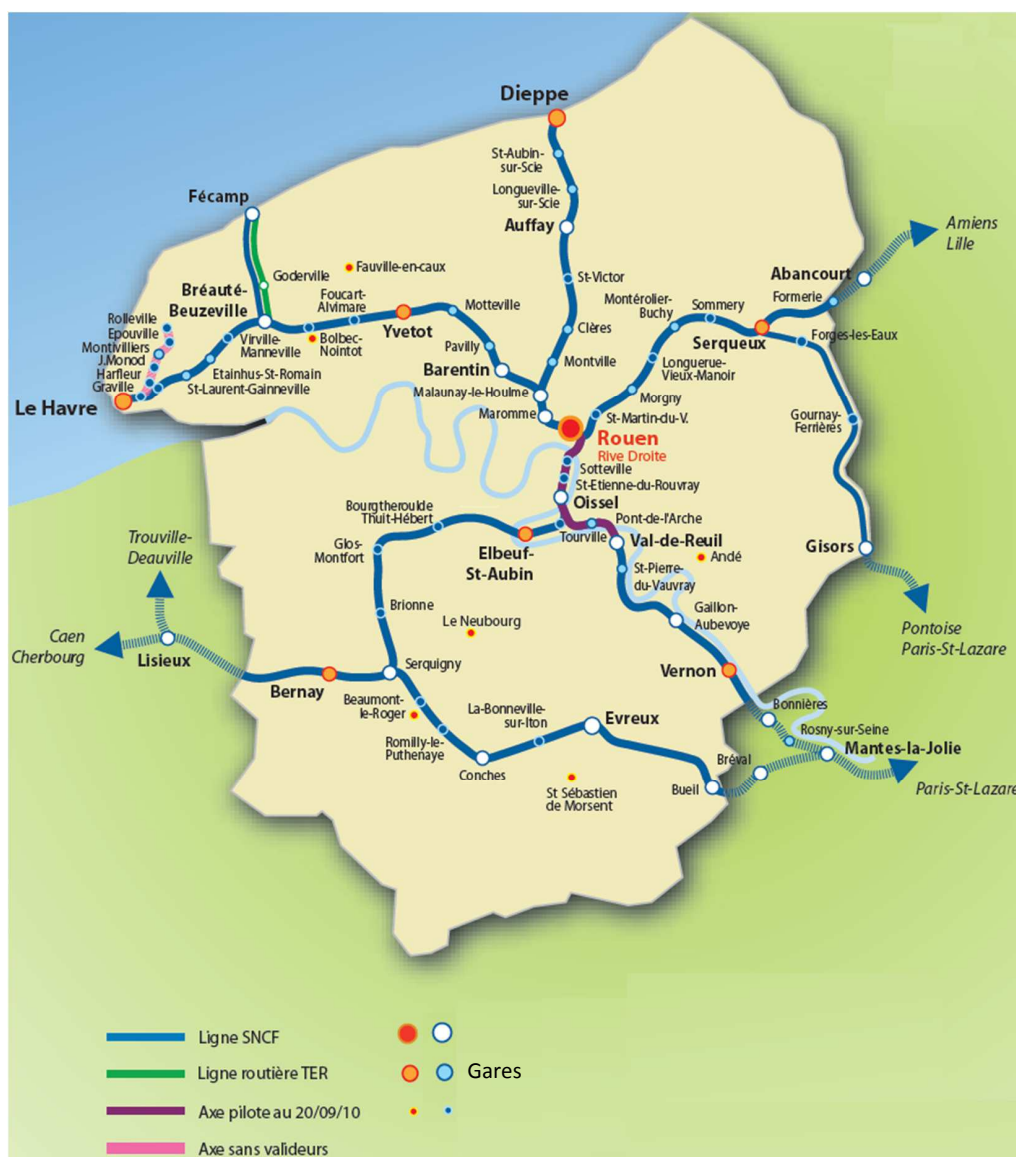 Dieppe
St-Aubin-
sur-Scie
Longueville-
sur-Scie
Auffay
Fécamp
Amiens
Lille
Goderville
Fauville-en-caux
St-Victor
Abancourt
Bréauté-
Beuzeville
Foucart-
Alvimare
Motteville
Montérolier-
Buchy
Sommery
Formerie
Rolleville
Epouville
Montivilliers
J.Monod
Harfleur
Graville
Virville-
Manneville
Bolbec-
Nointot
Yvetot
Pavilly
Clères
Serqueux
Forges-les-Eaux
Etainhus-St-Romain
St-Laurent-Gainneville
Barentin
Montville
Longuerue-
Vieux-Manoir
Le Havre
Malaunay-le-Houlme
Maromme
Morgny
St-Martin-du-V.
Gournay-
Ferrières
Rouen
Rive Droite
Sotteville
St-Etienne-du-Rouvray
Oissel
Bourgtheroulde
Thuit-Hébert
Pont-de-l'Arche
Tourville
Val-de-Reuil
Glos-
Montfort
Elbeuf-
St-Aubin
Andé
Gisors
Trouville-
Deauville
St-Pierre-
du-Vauvray
Brionne
Le Neubourg
Gaillon-
Aubevoye
Pontoise
Paris-St-Lazare
Caen
Cherbourg
Lisieux
Serquigny
Vernon
Bernay
Beaumont-
le-Roger
La-Bonneville-
sur-Iton
Evreux
Bonnières
Rosny-sur-Seine
Mantes-la-Jolie
Romilly-le-
Puthenaye
Conches
Bréval
Bueil
Paris-St-Lazare
St Sébastien
de Morsent
Ligne SNCF
Ligne routière TER
Gares
Axe pilote au 20/09/10
Axe sans valideurs